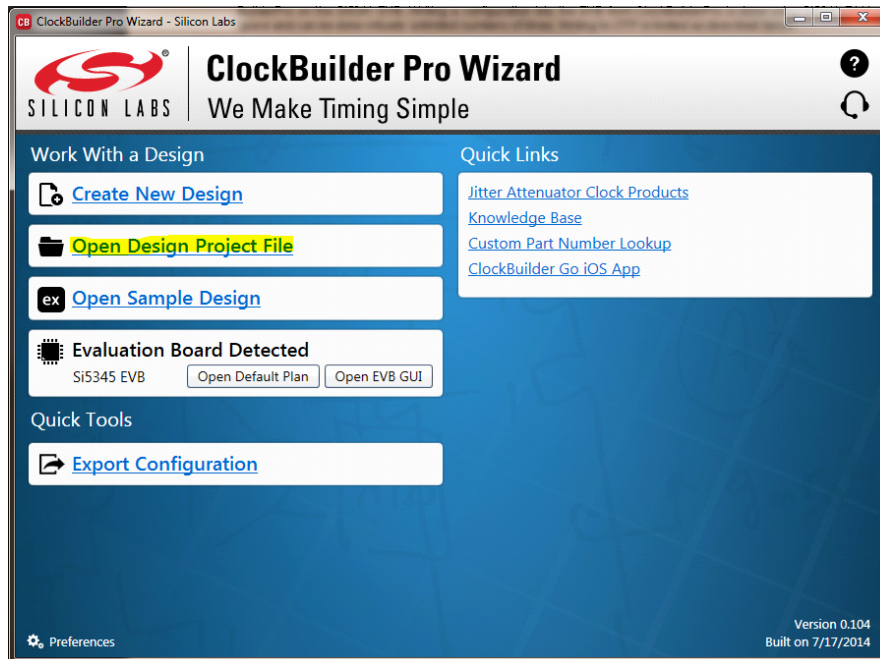 CB ClockBuilder Pro Wizard - Silicon Labs
SILICON LABS
ClockBuilder Pro Wizard
We Make Timing Simple
?
Work With a Design
Create New Design
Open Design Project File
ex Open Sample Design
Evaluation Board Detected
Si5345 EVB Open Default Plan Open EVB GUI
Quick Tools
Export Configuration
Quick Links
Jitter Attenuator Clock Products
Knowledge Base
Custom Part Number Lookup
ClockBuilder Go iOS App
Preferences
Version 0.104
Built on 7/17/2014